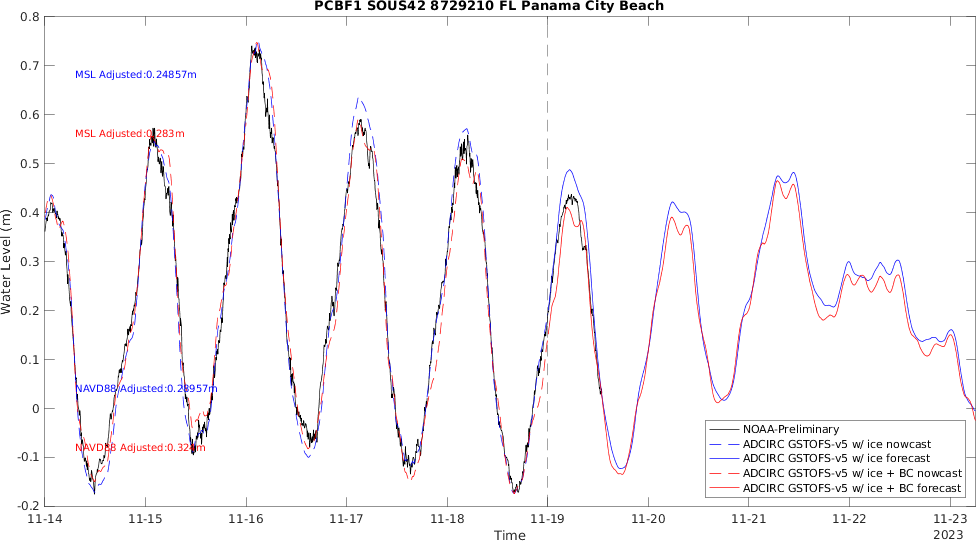 PCBF1 SOUS42 8729210 FL Panama City Beach
0.8
0.7
0.6
0.5
0.4
0.3
0.2
0.1
0
-0.1
-0.2
Water Level (m)
MSL Adjusted:0.24857m
MSL Adjusted:0.283m
NAVD88 Adjusted:0.28957m
NAVD88 Adjusted:
NOAA-Preliminary
ADCIRC GSTOFS-v5 w/ ice nowcast
ADCIRC GSTOFS-v5 w/ ice forecast
ADCIRC GSTOFS-v5 w/ ice + BC nowcast
ADCIRC GSTOFS-v5 w/ ice + BC forecast
11-14 11-15 11-16 11-17 11-18 11-19 11-20 11-21 11-22 11-23
Time
2023